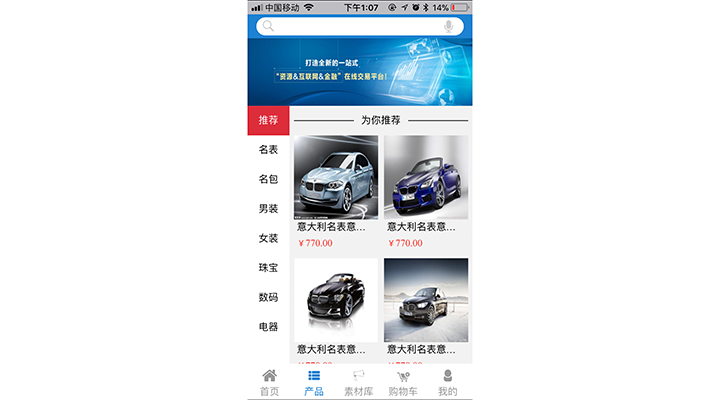 中国移动
下午1:07
14%
打造全新的一站式
“资源&互联网&金融”在线交易平台！
推荐
为你推荐
名表
名包
男装
女装
珠宝
数码
电器
意大利名表意...
意大利名表意...
￥770.00
￥770.00
意大利名表意...
意大利名表意...
首页
产品
素材库
购物车
我的